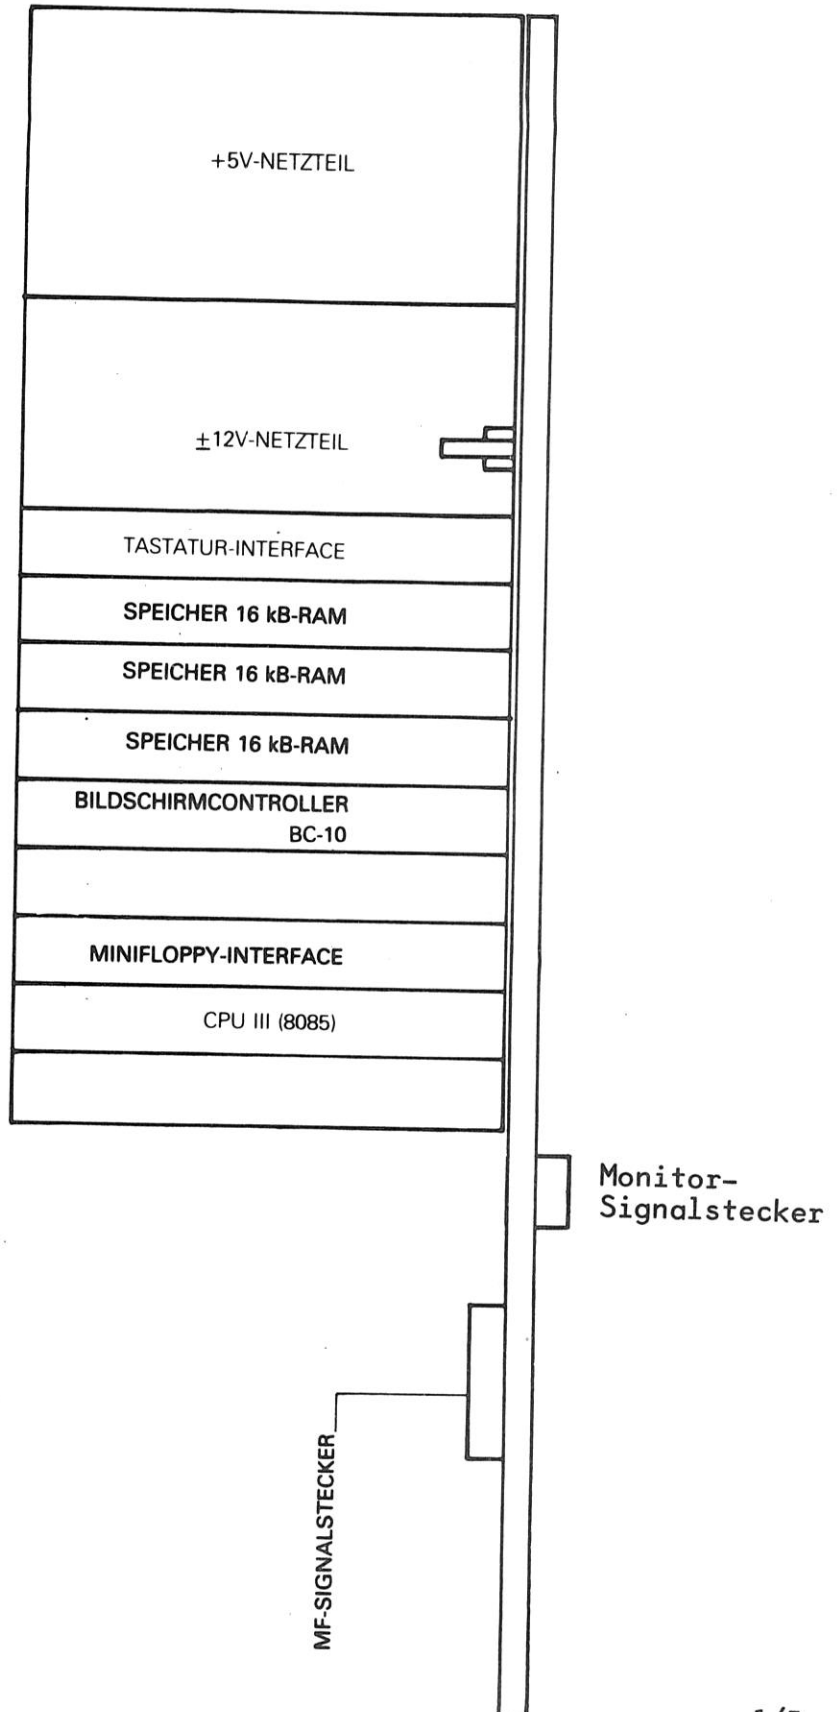 +5V-NETZTEIL
±12V-NETZTEIL
TASTATUR-INTERFACE
SPEICHER 16 kB-RAM
SPEICHER 16 kB-RAM
SPEICHER 16 kB-RAM
BILDSCHIRMCONTROLLER
BC-10
MINIFLOPPY-INTERFACE
CPU III (8085)
Monitor-
Signalstecker
MF-SIGNALSTECKER